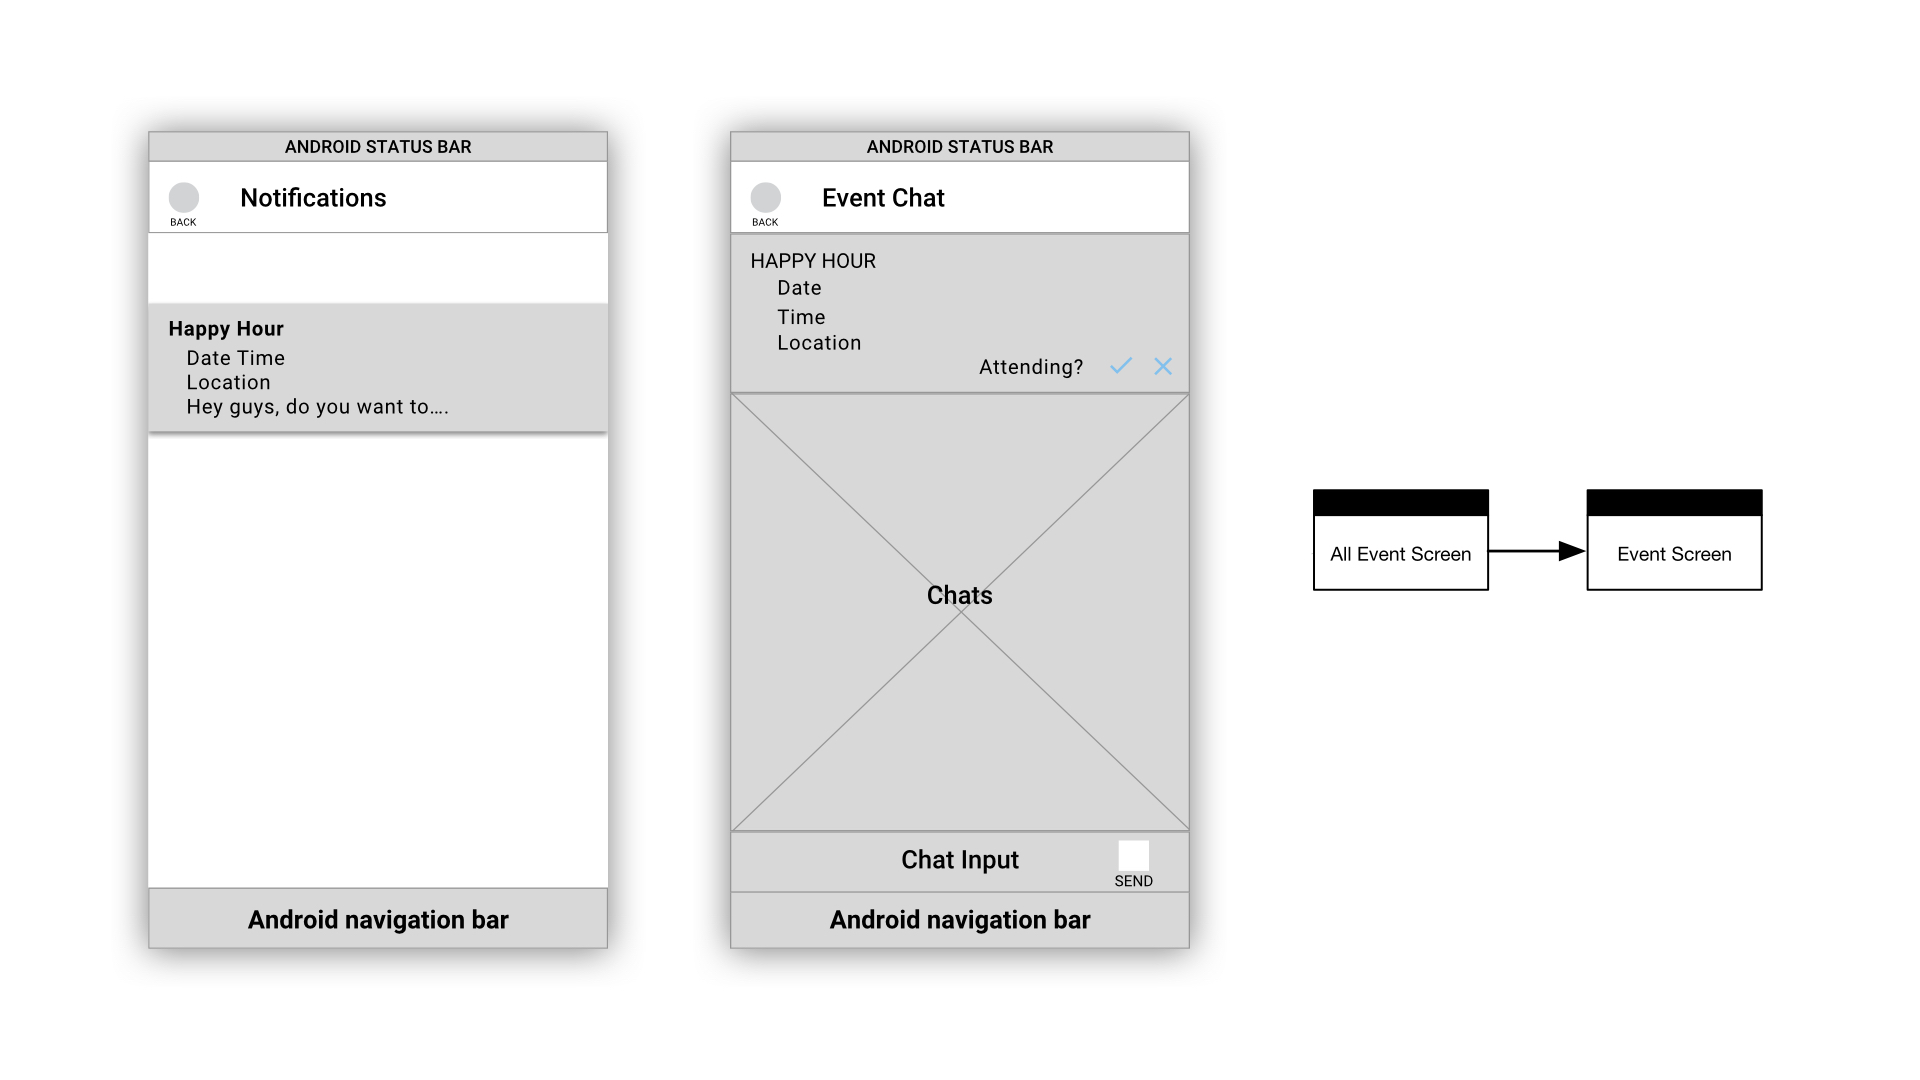 ANDROID STATUS BAR
Notifications
BACK
Happy Hour
Date Time
Location
Hey guys, do you want to....
Android navigation bar
ANDROID STATUS BAR
Event Chat
BACK
HAPPY HOUR
Date
Time
Location
Attending?
Chats
Chat Input
SEND
Android navigation bar
All Event Screen
Event Screen